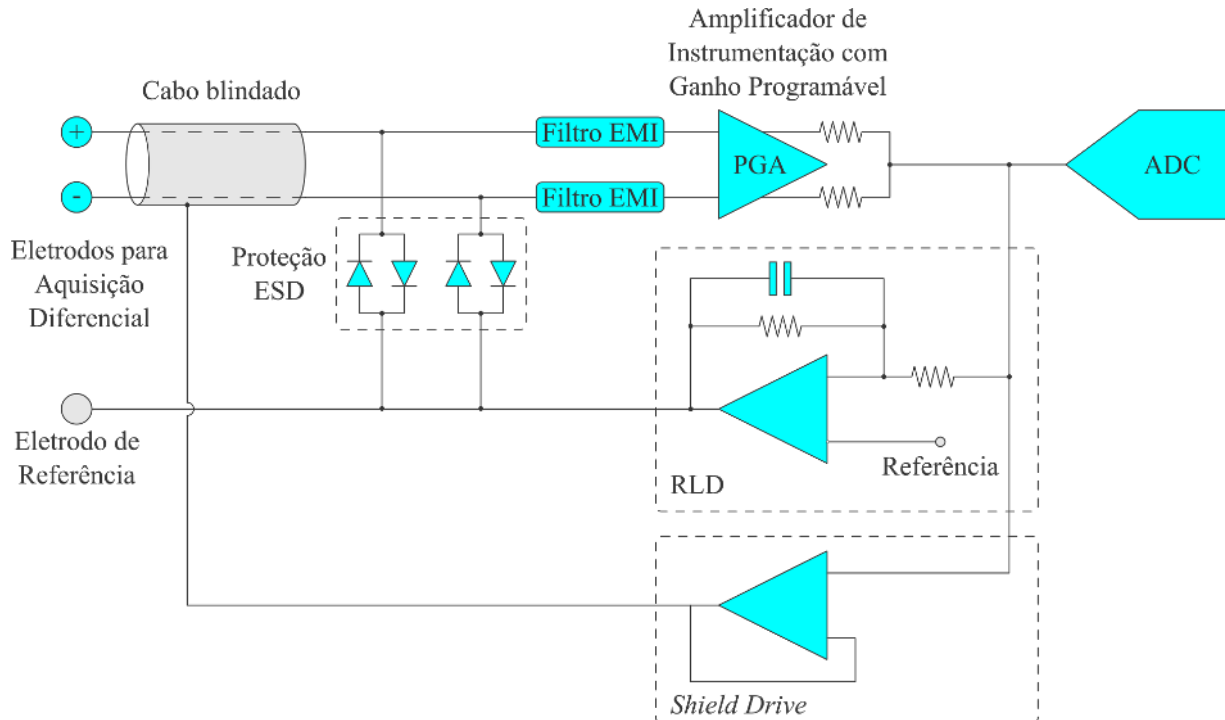 Amplificador de
Instrumentação com
Ganho Programável
Cabo blindado
+
Filtro EMI
PGA
ADC
-
Filtro EMI
Eletrodos para
Aquisição
Diferencial
Proteção
ESD
Eletrodo de
Referência
Referência
RLD
Shield Drive